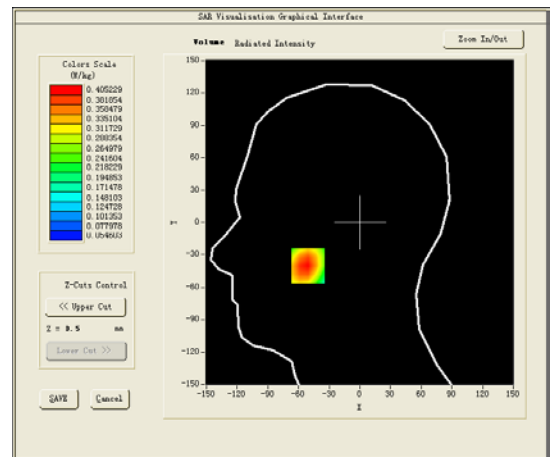 SAR Visualisation Graphical Interface
Volume Radiated Intensity
Zoom In/Out
Colors Scale
(W/kg)
0.405229
0.381854
0.358479
0.335104
0.311729
0.288354
0.264979
0.241604
0.218229
0.194853
0.171478
0.148103
0.124728
0.101353
0.077978
0.054603
Z-Cuts Control
<< Upper Cut
Z = 0.5 mm
Lower Cut >>
SAVE Cancel
150
120
90
60
30
0
-30
-60
-90
-120
-150
Y
-150 -120 -90 -60 -30 0 30 60 90 120 150
X